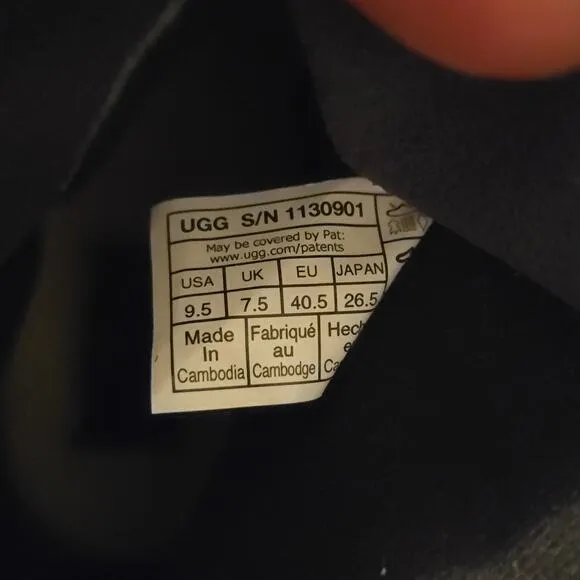 UGG S/N 1130901
May be covered by Pat:
www.ugg.com/patents
USA UK EU JAPAN
9.5 7.5 40.5 26.5
Made Fabriqué
In au
Cambodia Cambodge